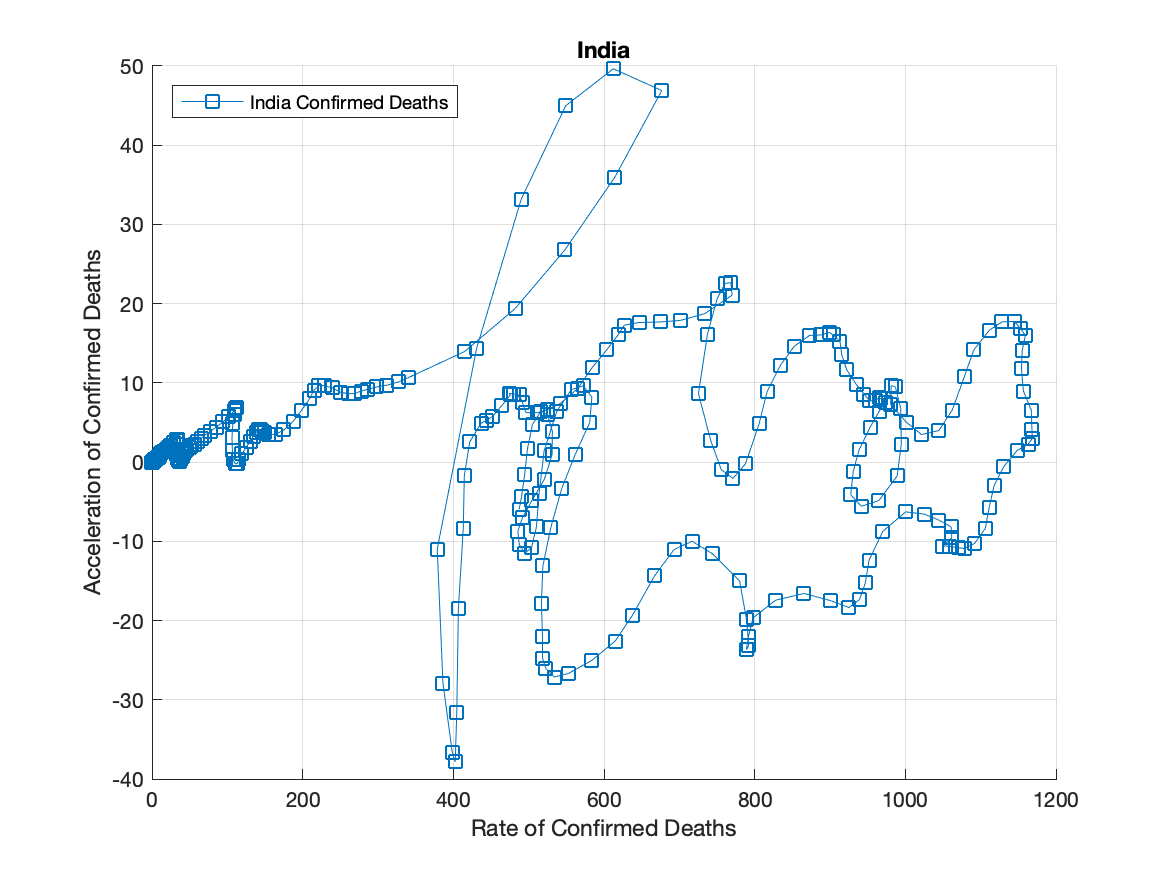 India
50
India Confirmed Deaths
40
30
20
10
0
-10
-20
-30
-40
Acceleration of Confirmed Deaths
0 200 400 600 800 1000 1200
Rate of Confirmed Deaths